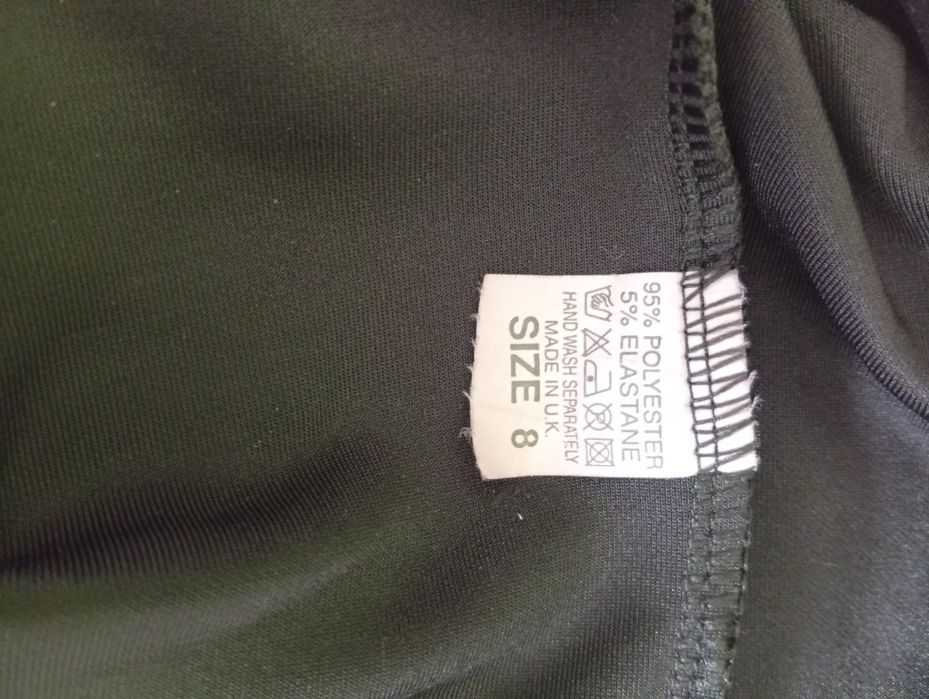 95% POLYESTER
5% ELASTANE
HAND WASH SEPARATELY
MADE IN U.K.
SIZE 8